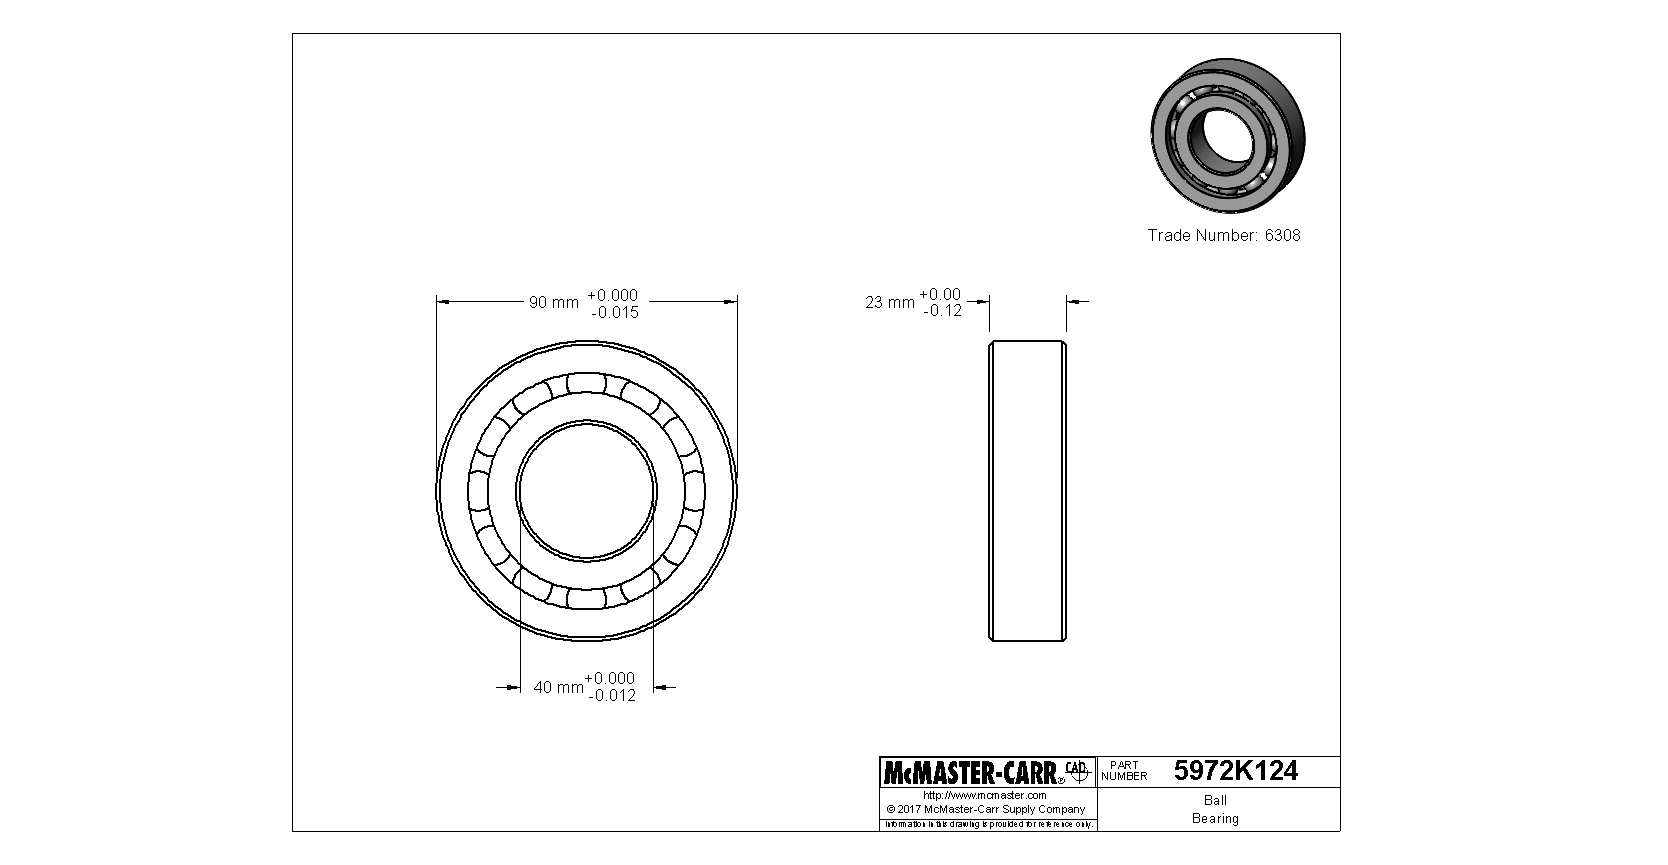 Trade Number: 6308
90 mm +0.000
-0.015
23 mm +0.00
-0.12
40 mm +0.000
-0.012
McMASTER-CARR® CAD
PART
NUMBER
5972K124
http://www.mcmaster.com
© 2017 McMaster-Carr Supply Company
Information in this drawing is provided for reference only.
Ball
Bearing